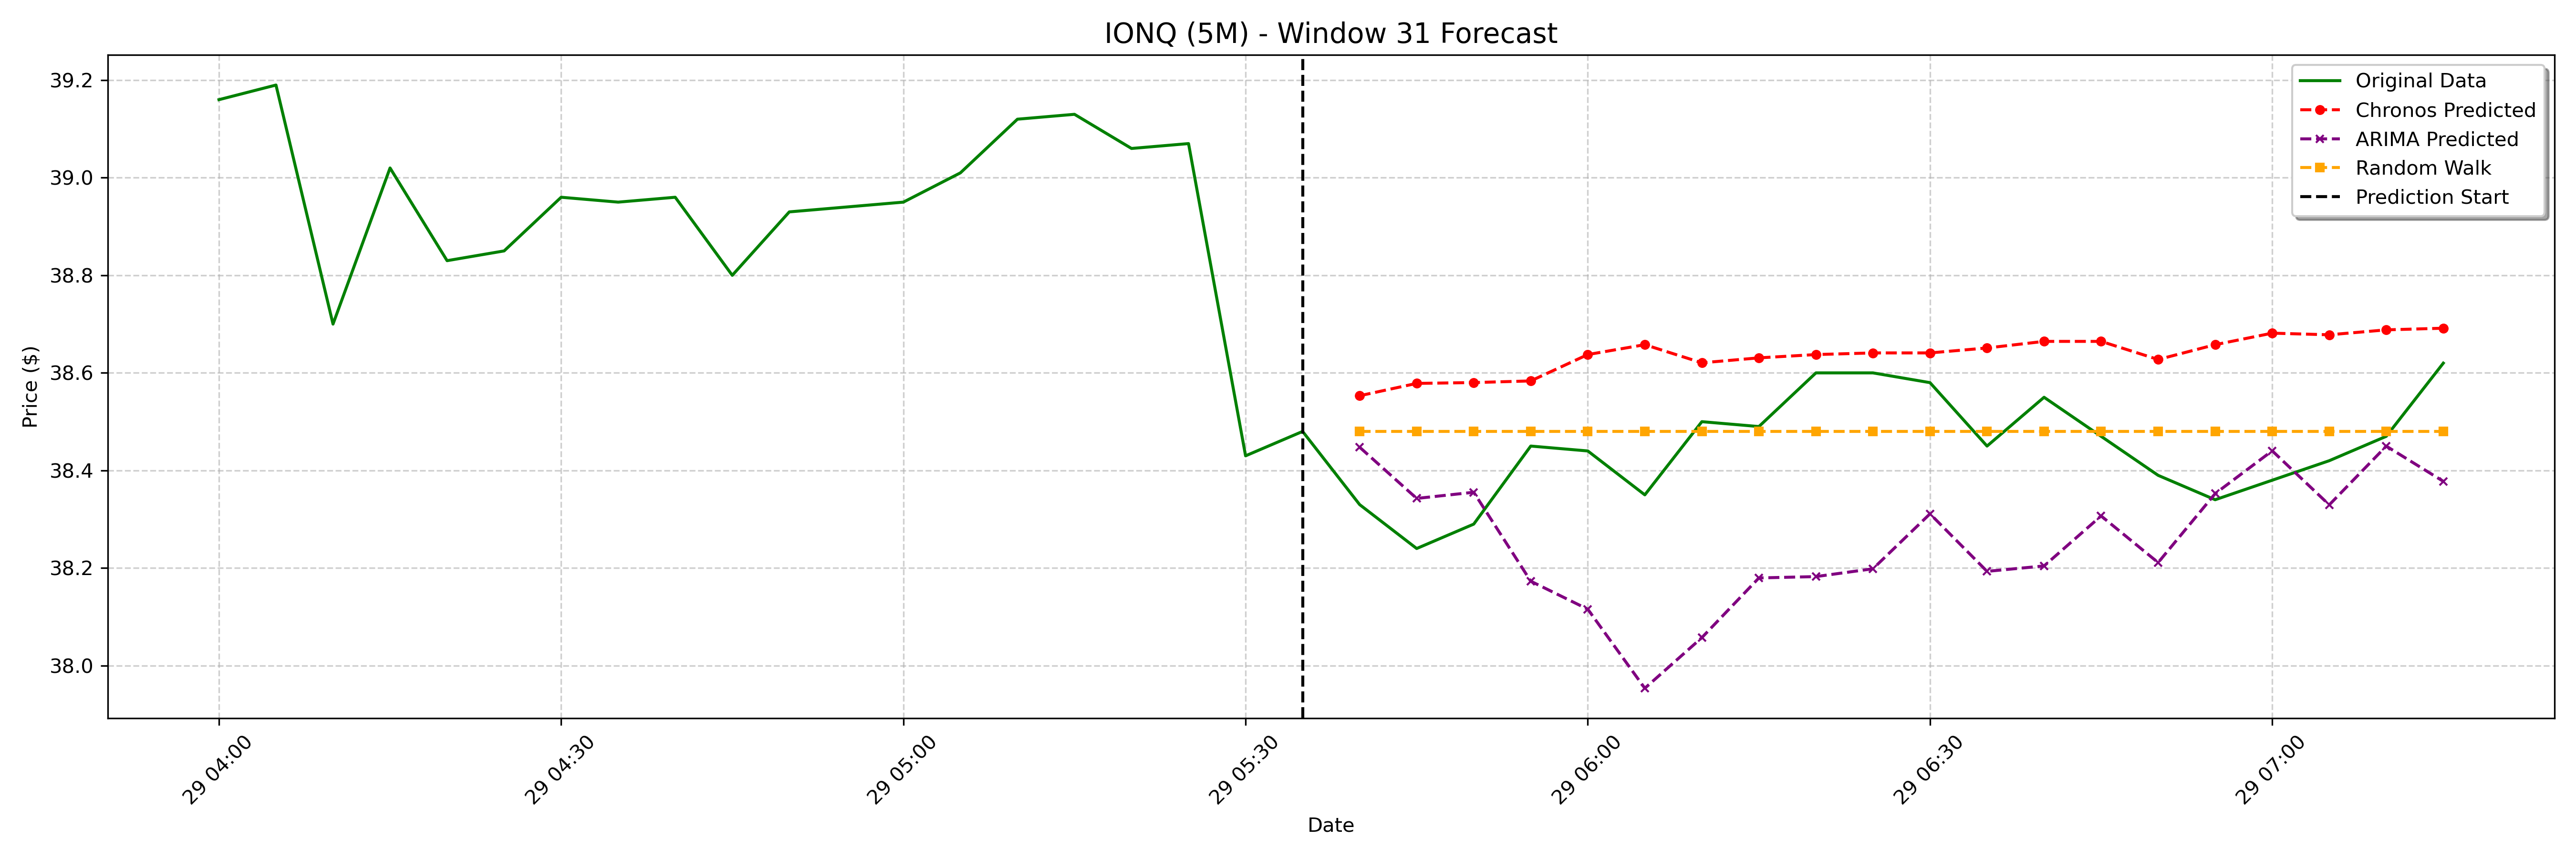 IONQ (5M) - Window 31 Forecast
Price ($)
39.2
39.0
38.8
38.6
38.4
38.2
38.0
Original Data
Chronos Predicted
ARIMA Predicted
Random Walk
Prediction Start
29 04:00
29 04:30
29 05:00
29 05:30
29 06:00
29 06:30
29 07:00
Date